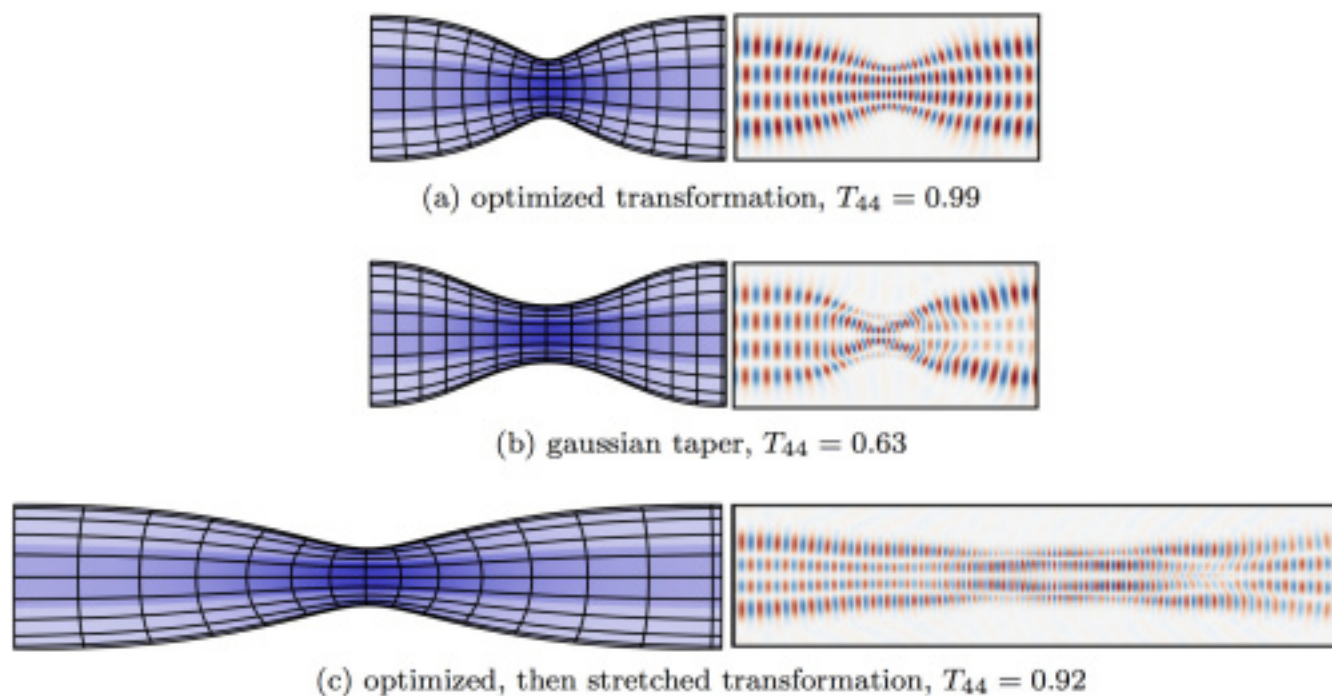 (a) optimized transformation, T₄₄ = 0.99
(b) gaussian taper, T₄₄ = 0.63
(c) optimized, then stretched transformation, T₄₄ = 0.92